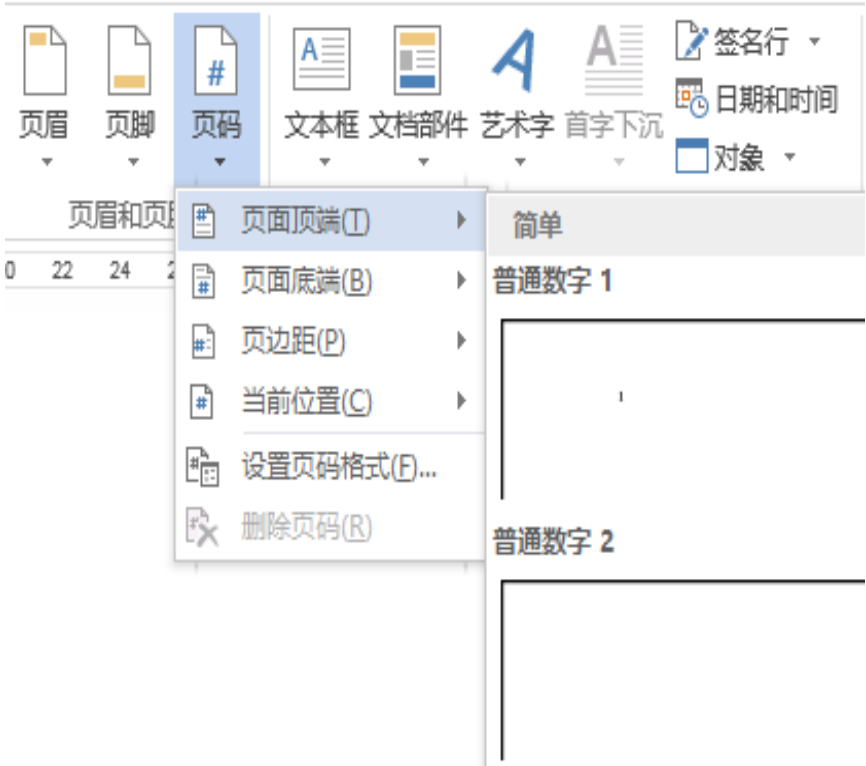 签名行
日期和时间
对象
页眉 页脚 页码 文本框 文档部件 艺术字 首字下沉
#
A
A
A
页眉和页
0 22 24 2
页面顶端(T)
页面底端(B)
页边距(P)
当前位置(C)
设置页码格式(F)...
删除页码(R)
简单
普通数字 1
1
普通数字 2